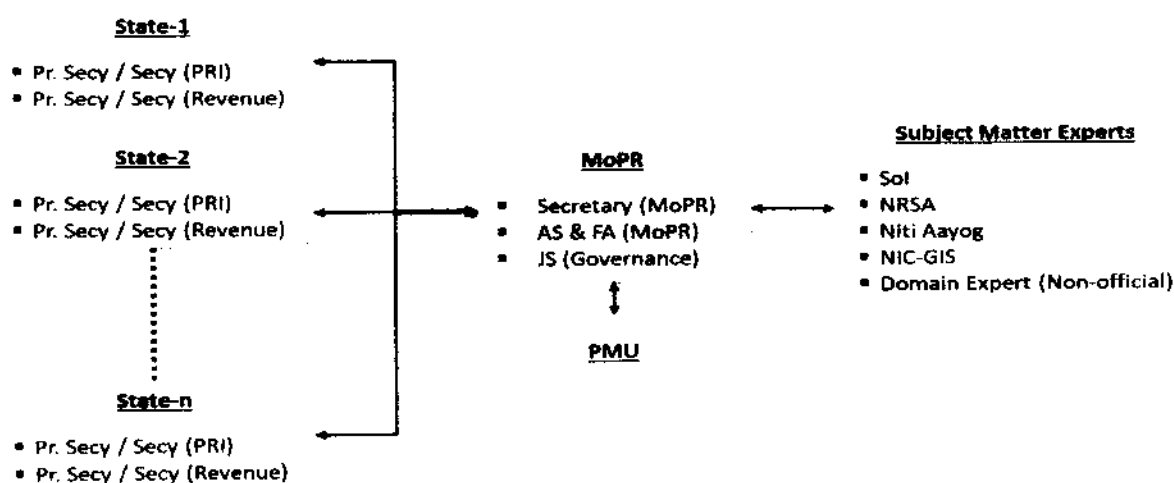 State-1
▪ Pr. Secy / Secy (PRI)
▪ Pr. Secy / Secy (Revenue)
State-2
▪ Pr. Secy / Secy (PRI)
▪ Pr. Secy / Secy (Revenue)
State-n
▪ Pr. Secy / Secy (PRI)
▪ Pr. Secy / Secy (Revenue)
MoPR
▪ Secretary (MoPR)
▪ AS & FA (MoPR)
▪ JS (Governance)
PMU
Subject Matter Experts
▪ SoI
▪ NRSA
▪ Niti Aayog
▪ NIC-GIS
▪ Domain Expert (Non-official)